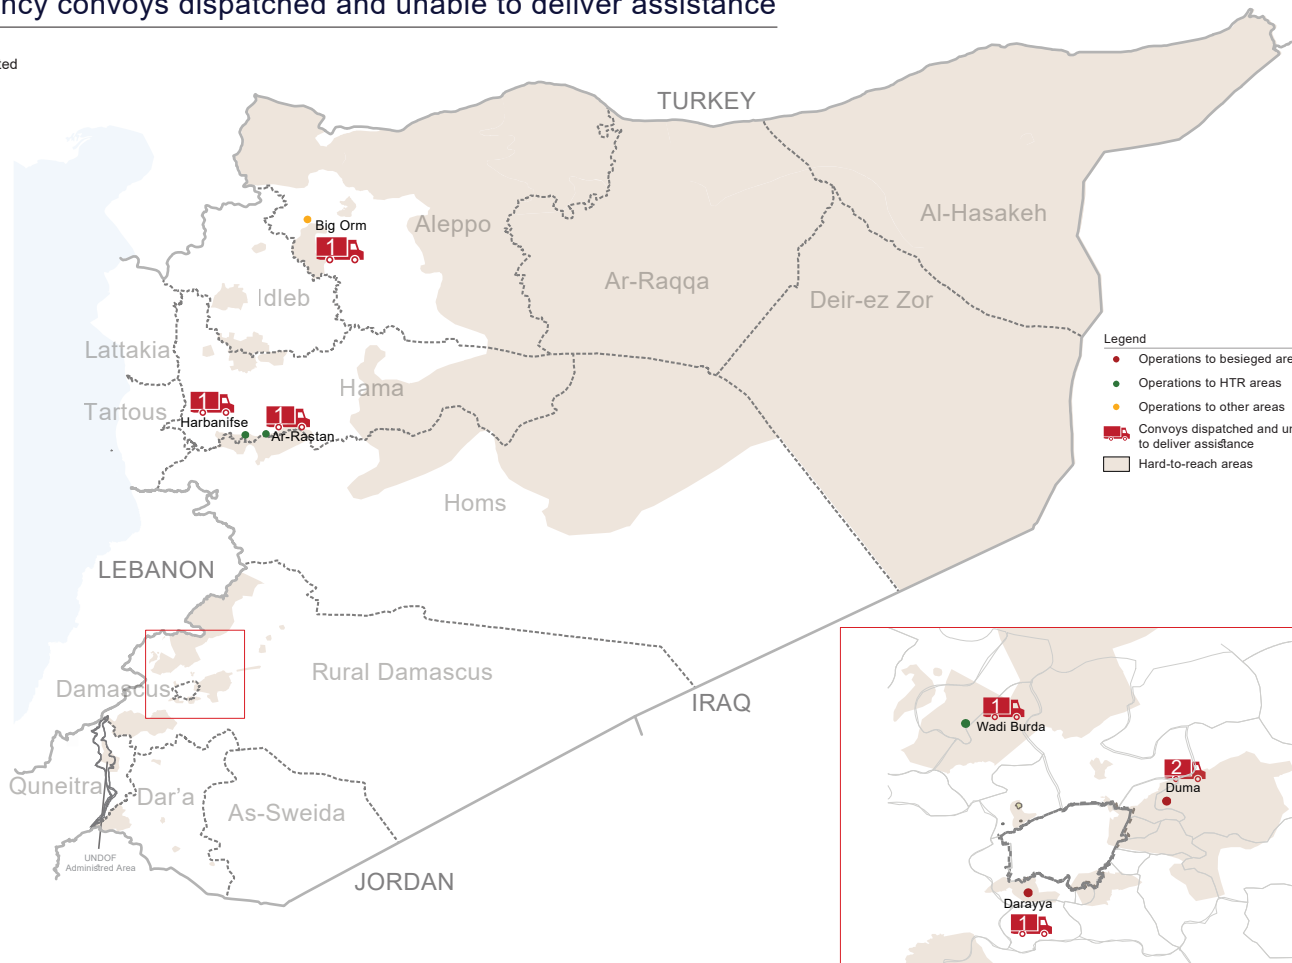 ncy convoys dispatched and unable to deliver assistance
ted
TURKEY
Al-Hasakeh
Big Orm
Aleppo
1
Ar-Raqqa
Idleb
Deir-ez Zor
Legend
Operations to besieged are
Operations to HTR areas
Operations to other areas
Convoys dispatched and un
to deliver assistance
Hard-to-reach areas
Lattakia
Hama
Tartous
1
1
Harbanifse
Ar-Rastan
Homs
LEBANON
Rural Damascus
Damascus
IRAQ
Quneitra
Dar'a
As-Sweida
UNDOF
Administred Area
JORDAN
1
Wadi Burda
2
Duma
Darayya
1